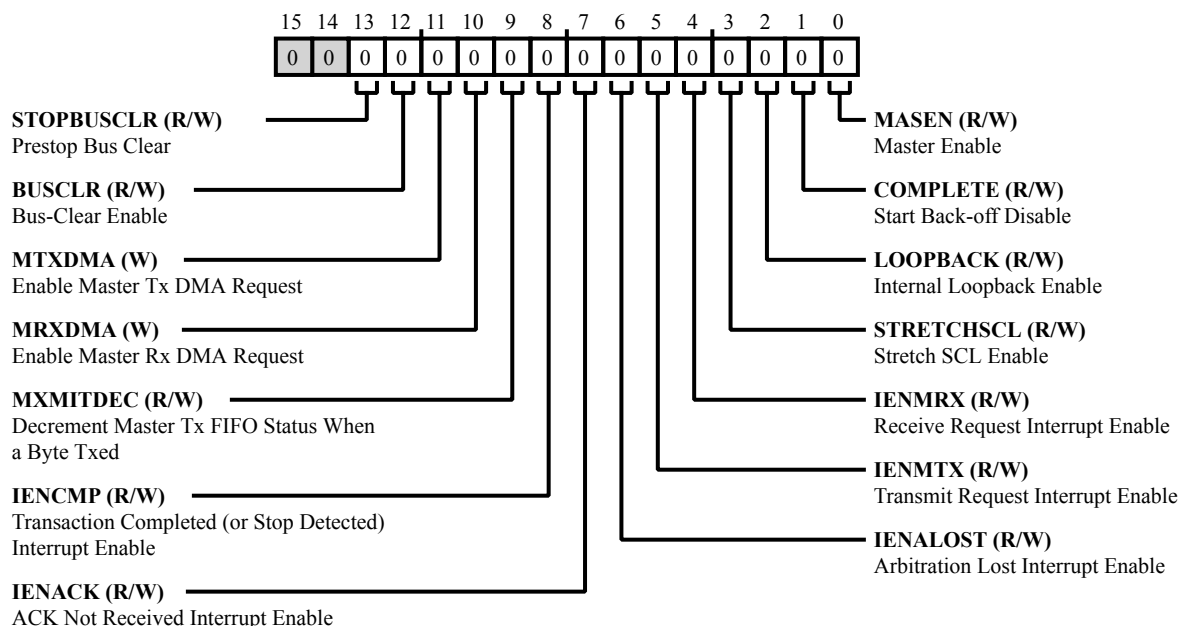 15 14 13 12 11 10 9 8 7 6 5 4 3 2 1 0
0 0 0 0 0 0 0 0 0 0 0 0 0 0 0 0
STOPBUSCLR (R/W)
Prestop Bus Clear
BUSCLR (R/W)
Bus-Clear Enable
MTXDMA (W)
Enable Master Tx DMA Request
MRXDMA (W)
Enable Master Rx DMA Request
MXMITDEC (R/W)
Decrement Master Tx FIFO Status When
a Byte Txed
IENCMP (R/W)
Transaction Completed (or Stop Detected)
Interrupt Enable
IENACK (R/W)
ACK Not Received Interrupt Enable
MASEN (R/W)
Master Enable
COMPLETE (R/W)
Start Back-off Disable
LOOPBACK (R/W)
Internal Loopback Enable
STRETCHSCL (R/W)
Stretch SCL Enable
IENMRX (R/W)
Receive Request Interrupt Enable
IENMTX (R/W)
Transmit Request Interrupt Enable
IENALOST (R/W)
Arbitration Lost Interrupt Enable